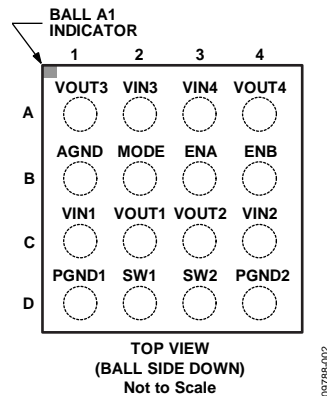 BALL A1
INDICATOR
1 2 3 4
VOUT3 VIN3 VIN4 VOUT4
A
AGND MODE ENA ENB
B
VIN1 VOUT1 VOUT2 VIN2
C
PGND1 SW1 SW2 PGND2
D
TOP VIEW
(BALL SIDE DOWN)
Not to Scale
09788-002